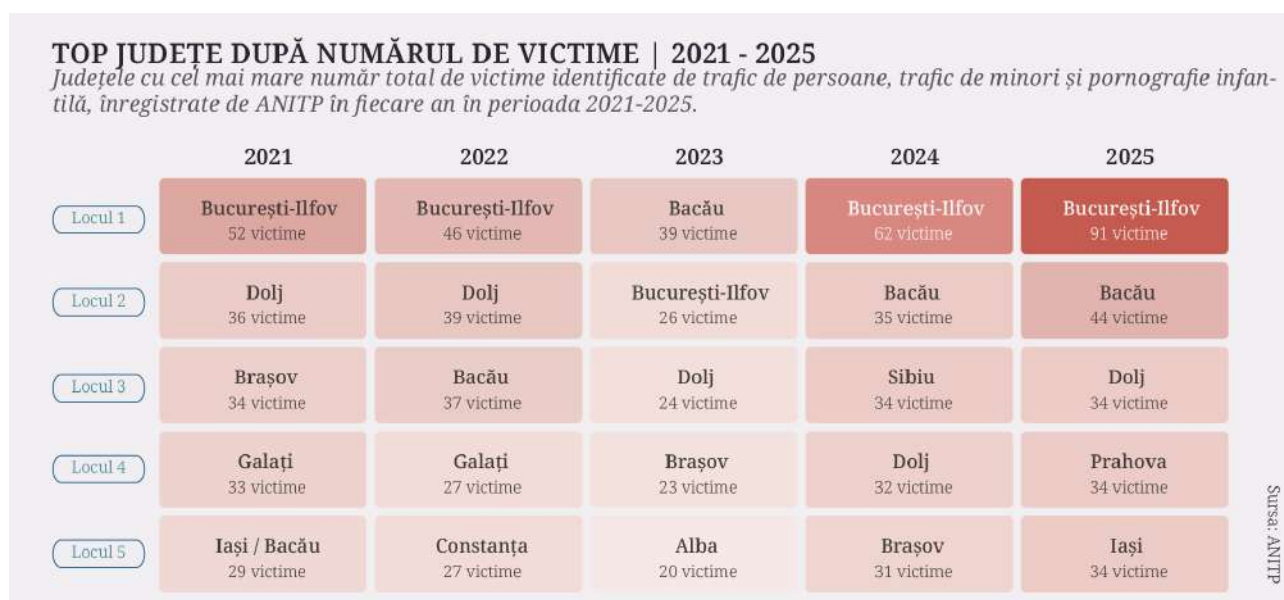 TOP JUDEȚE DUPĂ NUMĂRUL DE VICTIME | 2021 - 2025
Județele cu cel mai mare număr total de victime identificate de trafic de persoane, trafic de minori și pornografie infan-
tilă, înregistrate de ANITP în fiecare an în perioada 2021-2025.
2021 2022 2023 2024 2025
Locul 1 București-Ilfov București-Ilfov Bacău București-Ilfov București-Ilfov
52 victime 46 victime 39 victime 62 victime 91 victime
Locul 2 Dolj Dolj București-Ilfov Bacău Bacău
36 victime 39 victime 26 victime 35 victime 44 victime
Locul 3 Brașov Bacău Dolj Sibiu Dolj
34 victime 37 victime 24 victime 34 victime 34 victime
Locul 4 Galați Galați Brașov Dolj Prahova
33 victime 27 victime 23 victime 32 victime 34 victime
Locul 5 Iași / Bacău Constanța Alba Brașov Iași
29 victime 27 victime 20 victime 31 victime 34 victime
Sursa: ANITP